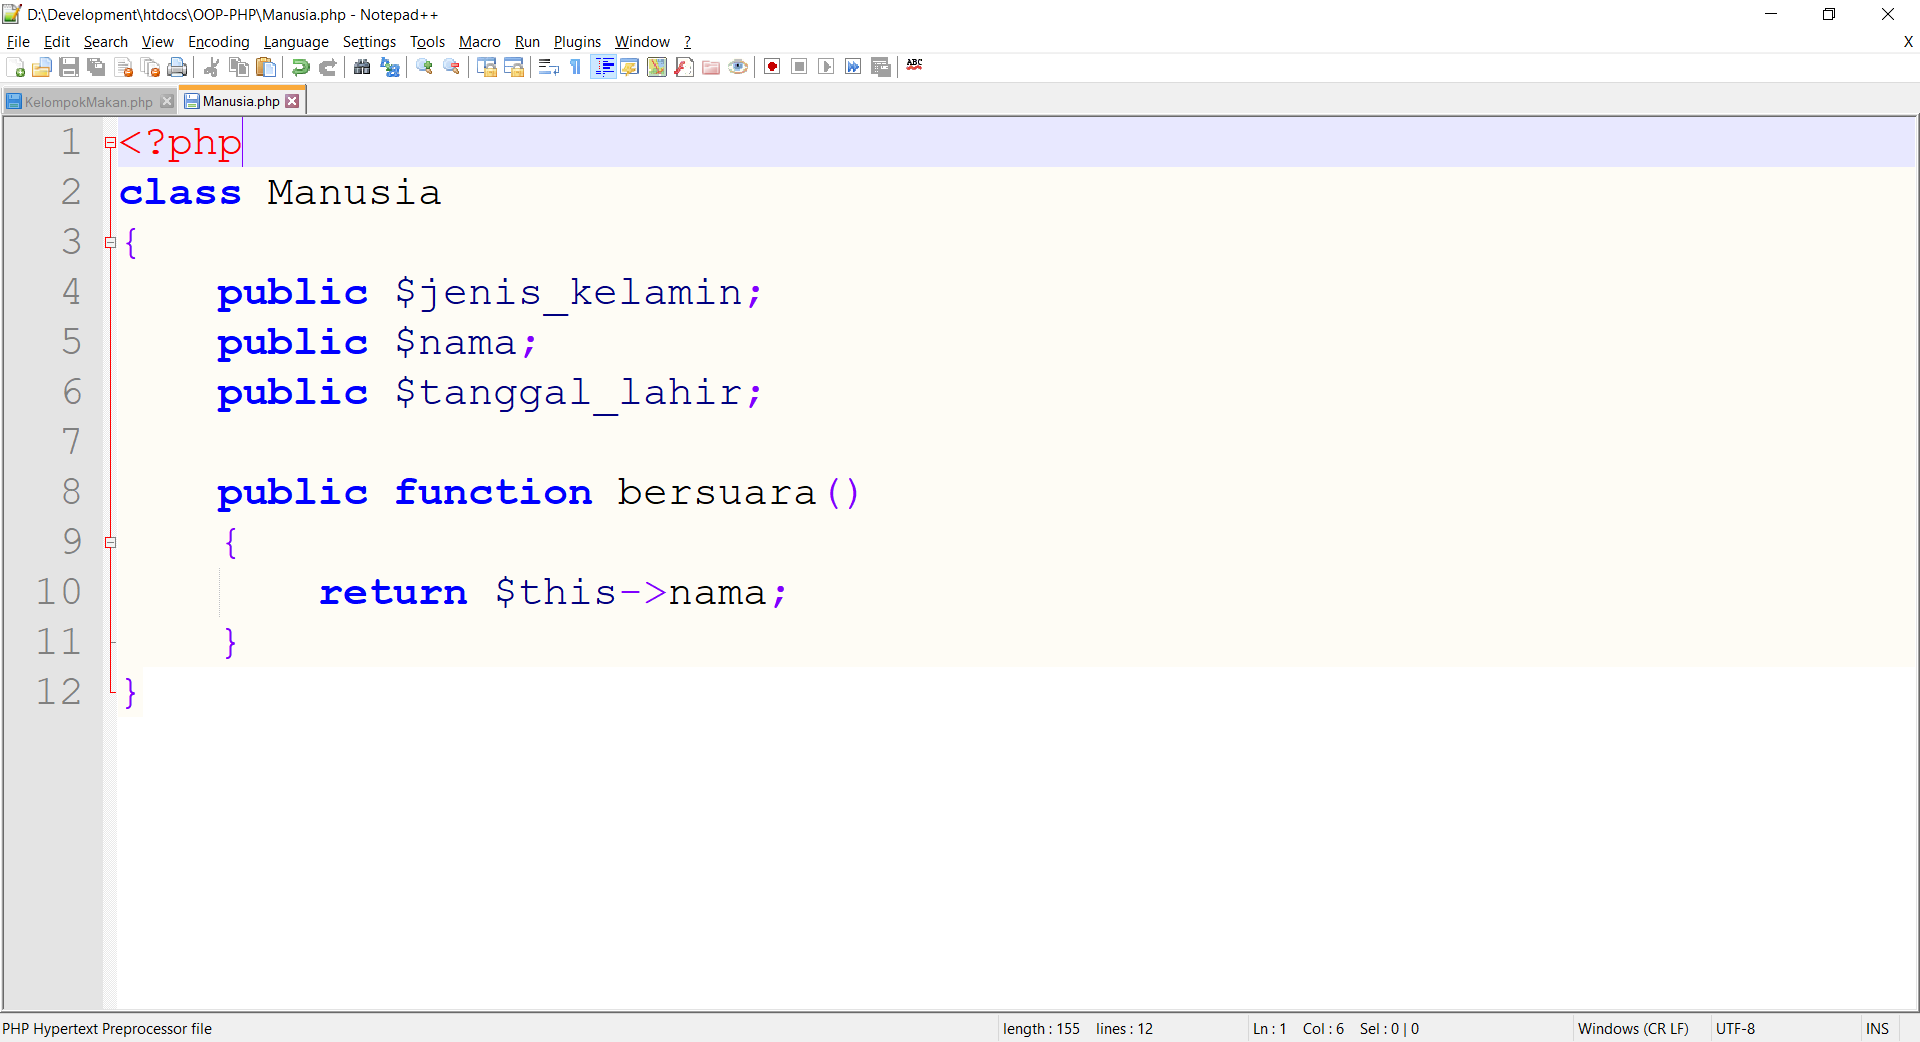 D:\Development\htdocs\OOP-PHP\Manusia.php - Notepad++
File Edit Search View Encoding Language Settings Tools Macro Run Plugins Window ? X
ABC
KelompokMakan.php Manusia.php
1 <?php
2 class Manusia
3 {
4     public $jenis_kelamin;
5     public $nama;
6     public $tanggal_lahir;
7
8     public function bersuara()
9     {
10         return $this->nama;
11     }
12 }
PHP Hypertext Preprocessor file length : 155 lines : 12 Ln : 1 Col : 6 Sel : 0 | 0 Windows (CR LF) UTF-8 INS